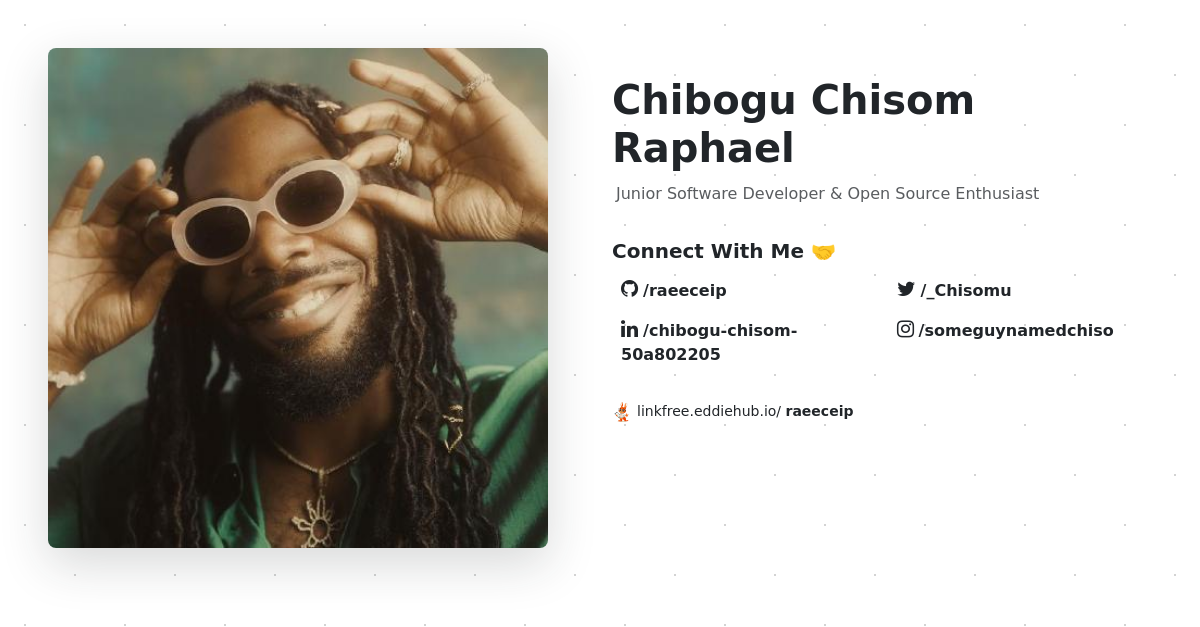 Chibogu Chisom
Raphael
Junior Software Developer & Open Source Enthusiast
Connect With Me 🤝
/raeeceip
/_Chisomu
/chibogu-chisom-
50a802205
/someguynamedchiso
linkfree.eddiehub.io/ raeeceip